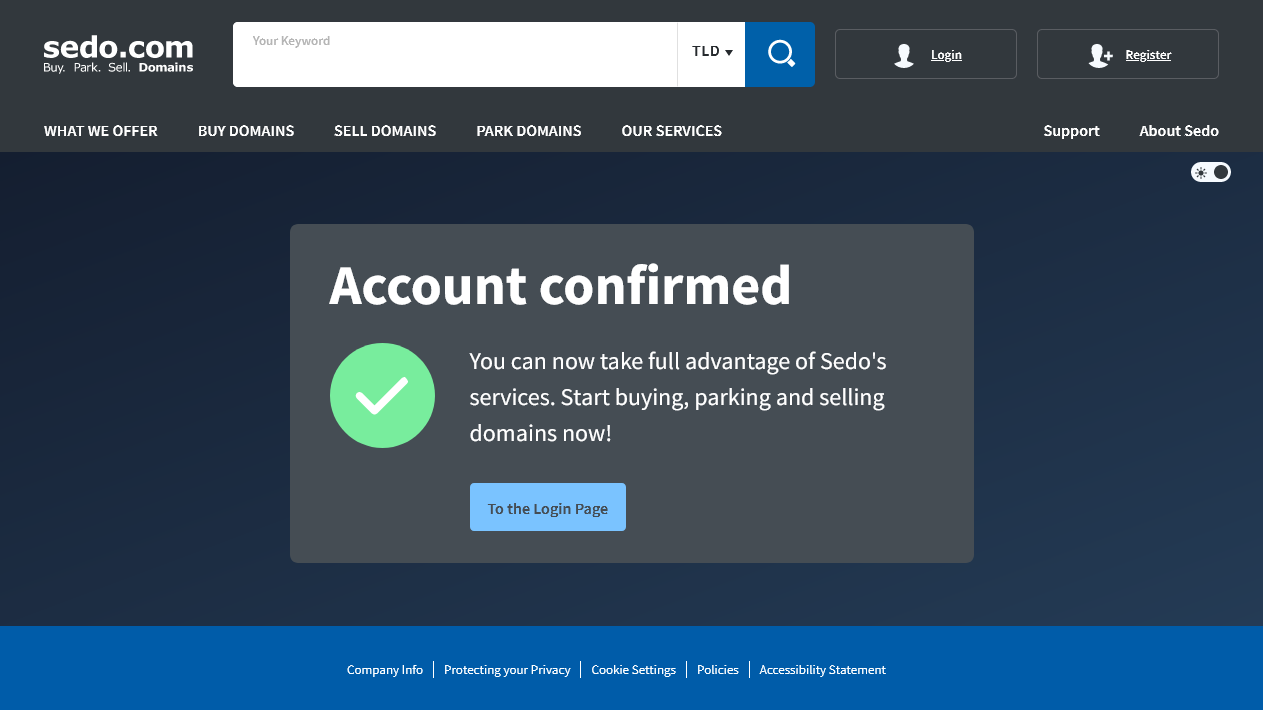 sedo.com
Buy. Park. Sell. Domains
Your Keyword
TLD
Login
Register
WHAT WE OFFER
BUY DOMAINS
SELL DOMAINS
PARK DOMAINS
OUR SERVICES
Support
About Sedo
Account confirmed
You can now take full advantage of Sedo's
services. Start buying, parking and selling
domains now!
To the Login Page
Company Info
Protecting your Privacy
Cookie Settings
Policies
Accessibility Statement